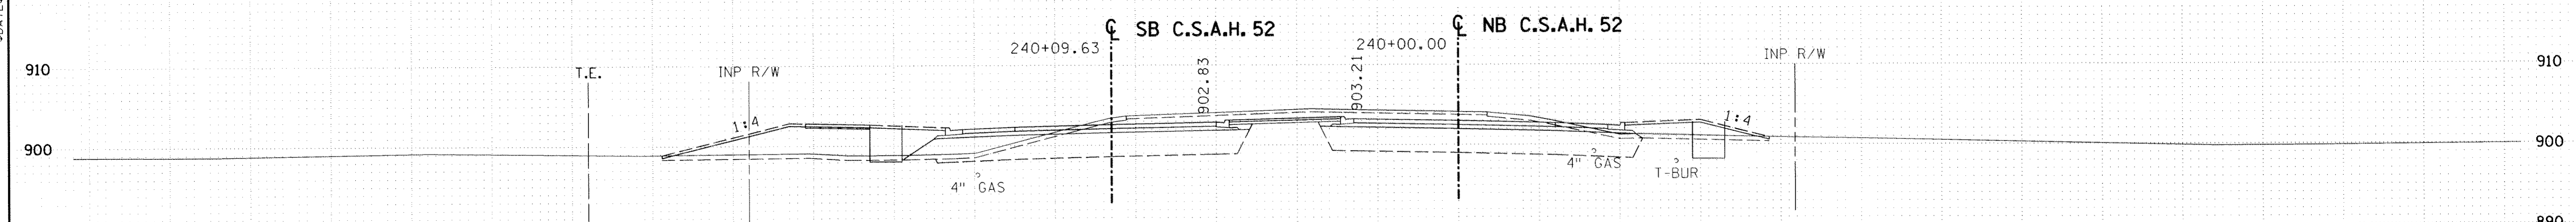 ℄ SB C.S.A.H. 52
℄ NB C.S.A.H. 52
240+09.63
240+00.00
910
T.E.
INP R/W
902.83
903.21
INP R/W
910
1:4
1:4
900
900
4" GAS
4" GAS
T-BUR
890